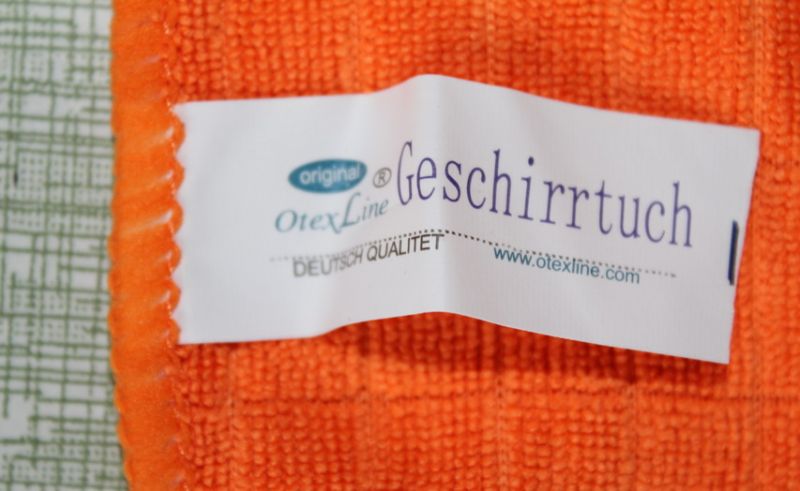 original ® Geschirrtuch
OtexLine
DEUTSCH QUALITET
www.otexline.com